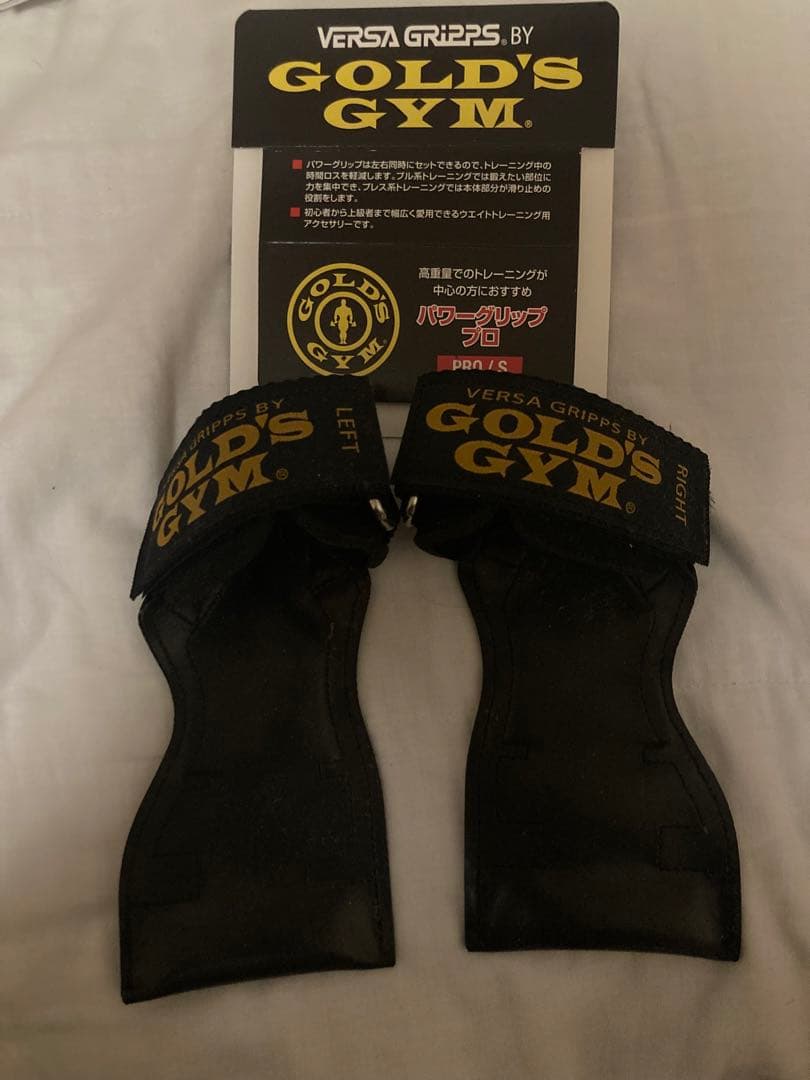 VERSA GRIPPS® BY
GOLD'S
GYM®
パワーグリップは左右同時にセットできるので、トレーニング中の
時間ロスを軽減します。プル系トレーニングでは鍛えたい部位に
力を集中でき、プレス系トレーニングでは本体部分が滑り止めの
役割をします。
初心者から上級者まで幅広く愛用できるウエイトトレーニング用
アクセサリーです。
高重量でのトレーニングが
中心の方におすすめ
パワーグリップ
プロ
PRO / S
GOLD'S
GYM®
VERSA GRIPPS BY
GOLD'S
GYM®
LEFT
VERSA GRIPPS BY
GOLD'S
GYM®
RIGHT